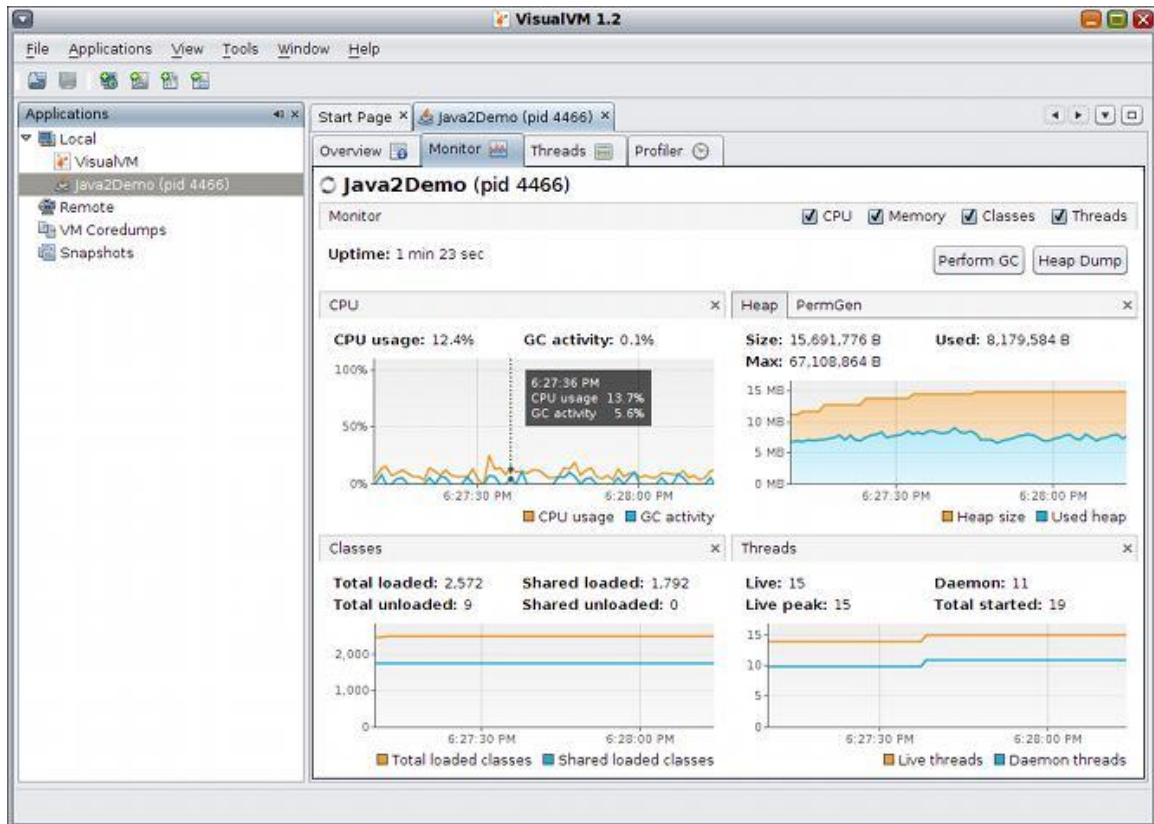 VisualVM 1.2
File Applications View Tools Window Help
Applications
Local
VisualVM
Java2Demo (pid 4466)
Remote
VM Coredumps
Snapshots
Start Page Java2Demo (pid 4466)
Overview Monitor Threads Profiler
Java2Demo (pid 4466)
Monitor CPU Memory Classes Threads
Uptime: 1 min 23 sec
Perform GC Heap Dump
CPU
CPU usage: 12.4% GC activity: 0.1%
100%
50%
0%
6:27:36 PM
CPU usage 13.7%
GC activity 5.6%
6:27:30 PM 6:28:00 PM
CPU usage GC activity
Heap PermGen
Size: 15,691,776 B Used: 8,179,584 B
Max: 67,108,864 B
15 MB
10 MB
5 MB
0 MB
6:27:30 PM 6:28:00 PM
Heap size Used heap
Classes
Total loaded: 2,572 Shared loaded: 1,792
Total unloaded: 9 Shared unloaded: 0
2,000
1,000
0
6:27:30 PM 6:28:00 PM
Total loaded classes Shared loaded classes
Threads
Live: 15 Daemon: 11
Live peak: 15 Total started: 19
15
10
5
0
6:27:30 PM 6:28:00 PM
Live threads Daemon threads